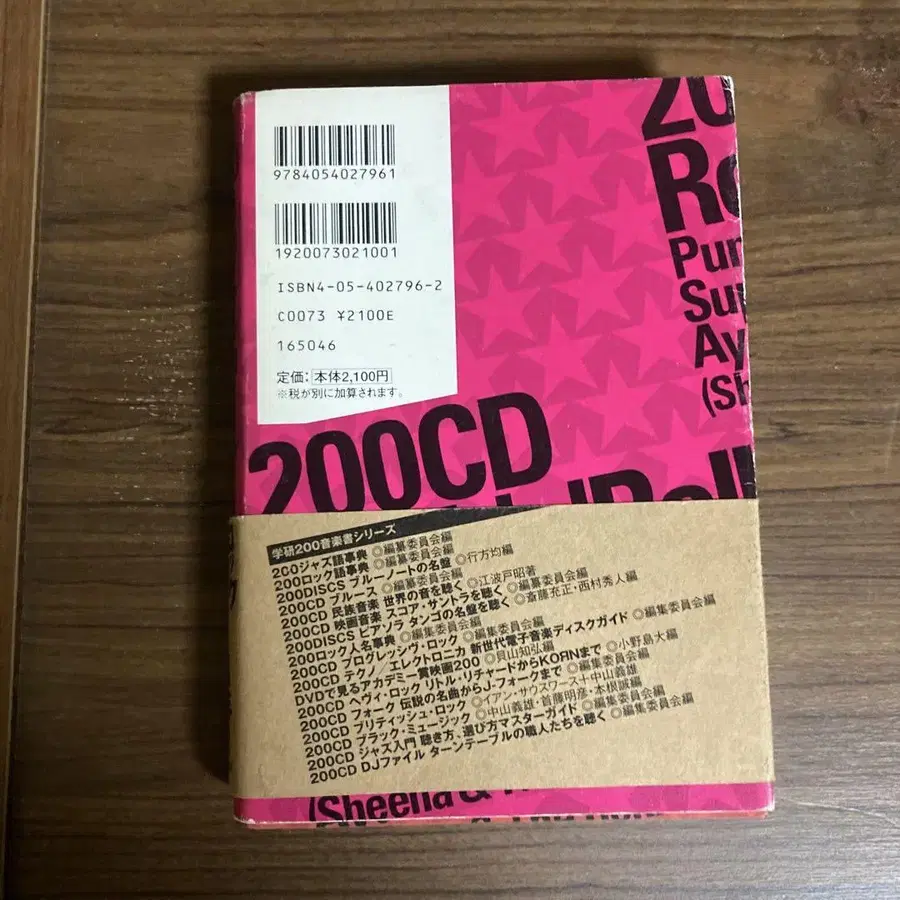 9784054027961
1920073021001
ISBN4-05-402796-2
C0073 ¥2100E
165046
定価：本体2,100円
※税が別に加算されます。
200CD
(Sh
学研200音楽書シリーズ
200ジャズ語事典 ◎編纂委員会編
200ロック語事典 ◎編纂委員会編
200DISCS ブルーノートの名盤 ◎行方均編
200CD ブルース ◎編纂委員会編
200CD 民族音楽 世界の音を聴く ◎江波戸昭著
200CD 映画音楽 スコア・サントラを聴く ◎編纂委員会編
200DISCS ピアソラ タンゴの名盤を聴く ◎斎藤充正・西村秀人編
200ロック人名事典 ◎編集委員会編
200CD プログレッシヴ・ロック ◎編集委員会編
200CD テクノ／エレクトロニカ 新世代電子音楽ディスクガイド ◎編集委員会編
DVDで見るアカデミー賞映画200 ◎貝山知弘編
200CD ヘヴィ・ロック リトル・リチャードからKOЯNまで ◎小野島大編
200CD フォーク 伝説の名曲からJ-フォークまで ◎編集委員会編
200CD ブリティッシュ・ロック ◎イアン・サウスワース＋中山義雄
200CD ブラック・ミュージック ◎中山義雄・首藤明彦・本根誠編
200CD ジャズ入門 聴き方、選び方マスターガイド ◎編集委員会編
200CD DJファイル ターンテーブルの職人たちを聴く ◎編集委員会編
(Sheena &